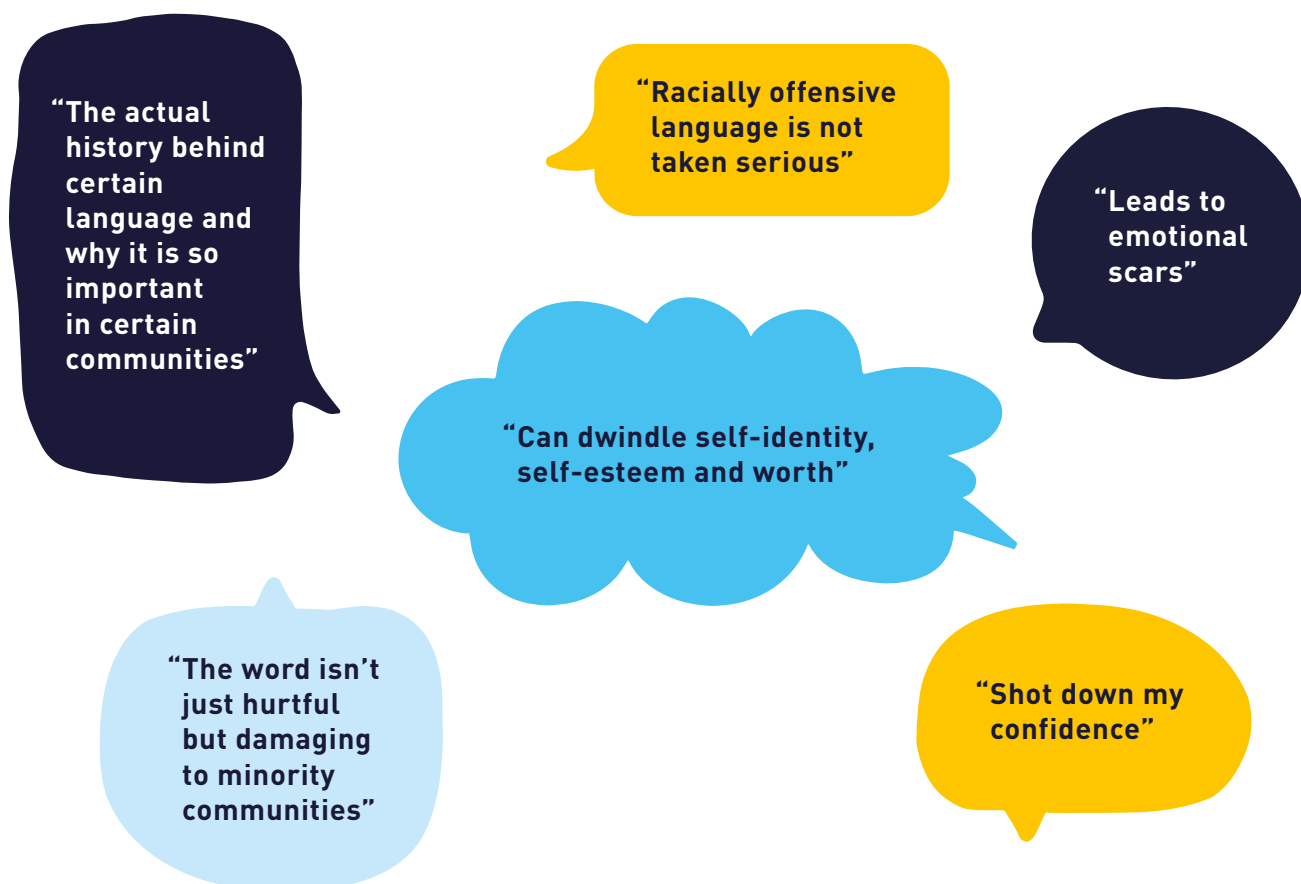 “The actual
history behind
certain
language and
why it is so
important
in certain
communities”
“Racially offensive
language is not
taken serious”
“Leads to
emotional
scars”
“Can dwindle self-identity,
self-esteem and worth”
“The word isn’t
just hurtful
but damaging
to minority
communities”
“Shot down my
confidence”